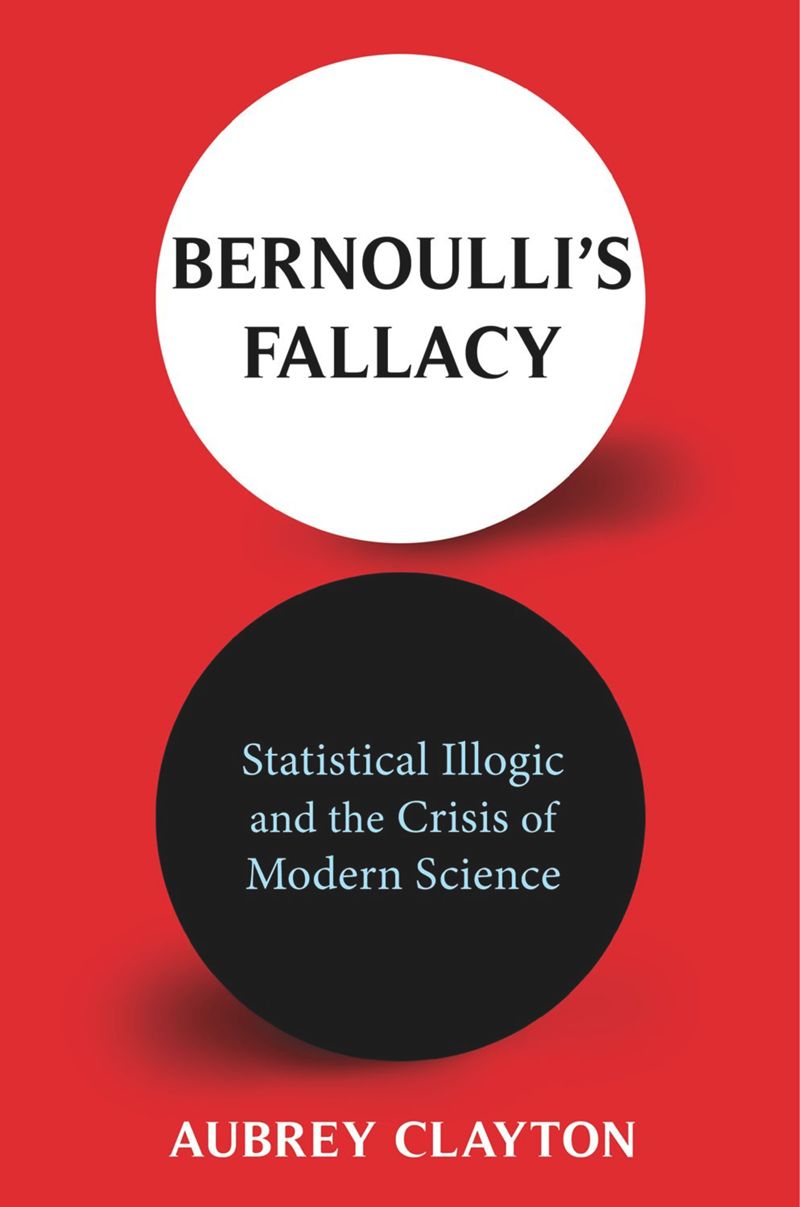 BERNOULLI’S
FALLACY
Statistical Illogic
and the Crisis of
Modern Science
AUBREY CLAYTON